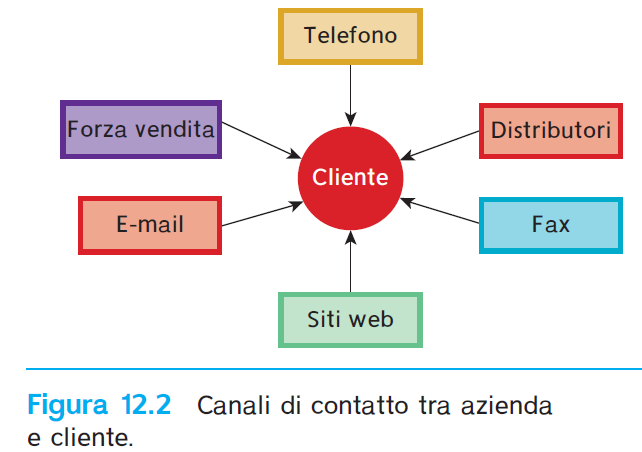 Telefono
Forza vendita
Distributori
Cliente
E-mail
Fax
Siti web
Figura 12.2 Canali di contatto tra azienda
e cliente.